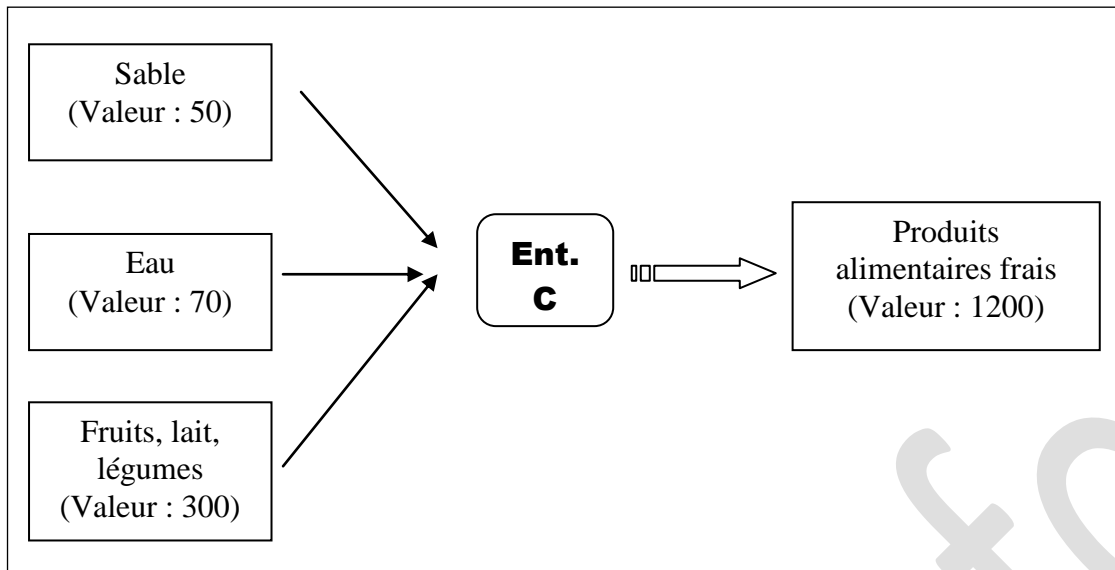 Sable
(Valeur : 50)
Eau
(Valeur : 70)
Fruits, lait,
légumes
(Valeur : 300)
Ent.
C
Produits
alimentaires frais
(Valeur : 1200)